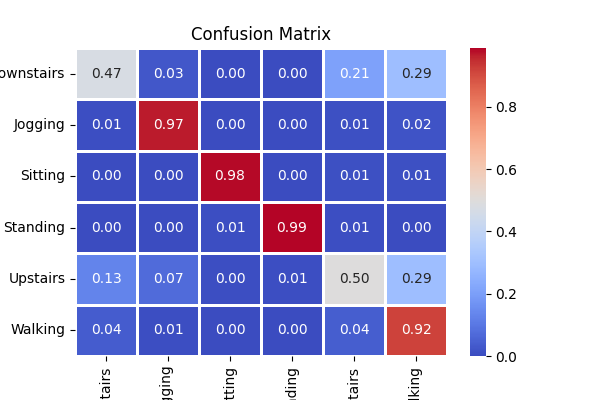 Confusion Matrix
ownstairs 0.47 0.03 0.00 0.00 0.21 0.29
0.8
Jogging 0.01 0.97 0.00 0.00 0.01 0.02
0.6
Sitting 0.00 0.00 0.98 0.00 0.01 0.01
0.4
Standing 0.00 0.00 0.01 0.99 0.01 0.00
Upstairs 0.13 0.07 0.00 0.01 0.50 0.29
0.2
Walking 0.04 0.01 0.00 0.00 0.04 0.92
0.0
tairs gging tting nding tairs lking